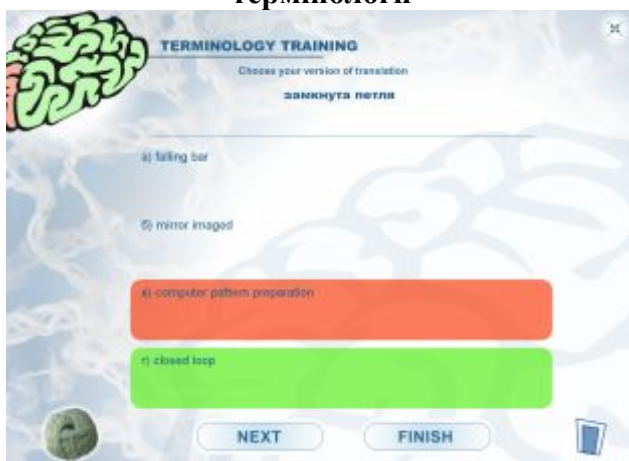 термінології
TERMINOLOGY TRAINING
Choose your version of translation
замкнута петля
а) falling bar
б) mirror imaged
в) computer pattern preparation
г) closed loop
NEXT
FINISH